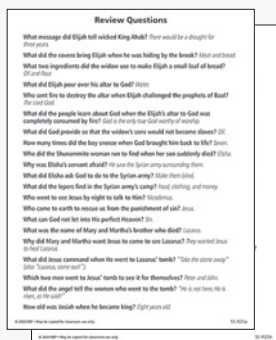 Review Questions
What message did Elijah tell wicked King Ahab? There would be a drought for
three years.
What did the ravens bring Elijah when he was hiding by the brook? Meat and bread.
What two ingredients did the widow use to make Elijah a small loaf of bread?
Oil and flour.
What did Elijah pour over his altar to God? Water.
Who sent fire to destroy the altar when Elijah challenged the prophets of Baal?
The Lord God.
What did the people learn about God when the Elijah's altar to God was
completely consumed by fire? God is the only true God worthy of worship.
What did God provide so that the widow's sons would not become slaves? Oil.
How many times did the boy sneeze when God brought him back to life? Seven.
Who did the Shunammite woman run to find when her son suddenly died? Elisha.
Why was Elisha's servant afraid? He saw the Syrian army surrounding them.
What did Elisha ask God to do to the Syrian army? Make them blind.
What did the lepers find in the Syrian army's camp? Food, clothing, and money.
Who went to see Jesus by night to talk to Him? Nicodemus.
Who came to earth to rescue us from the punishment of sin? Jesus.
What can God not let into His perfect Heaven? Sin.
What was the name of Mary and Martha's brother who died? Lazarus.
Why did Mary and Martha want Jesus to come to see Lazarus? They wanted Jesus
to heal Lazarus.
What did Jesus command when He went to Lazarus' tomb? "Take the stone away"
(also "Lazarus, come out").
Which two men went to Jesus' tomb to see it for themselves? Peter and John.
What did the angel tell the women who went to the tomb? "He is not here; He is
risen, as He said!"
How old was Josiah when he became king? Eight years old.
May be copied for classroom use only.